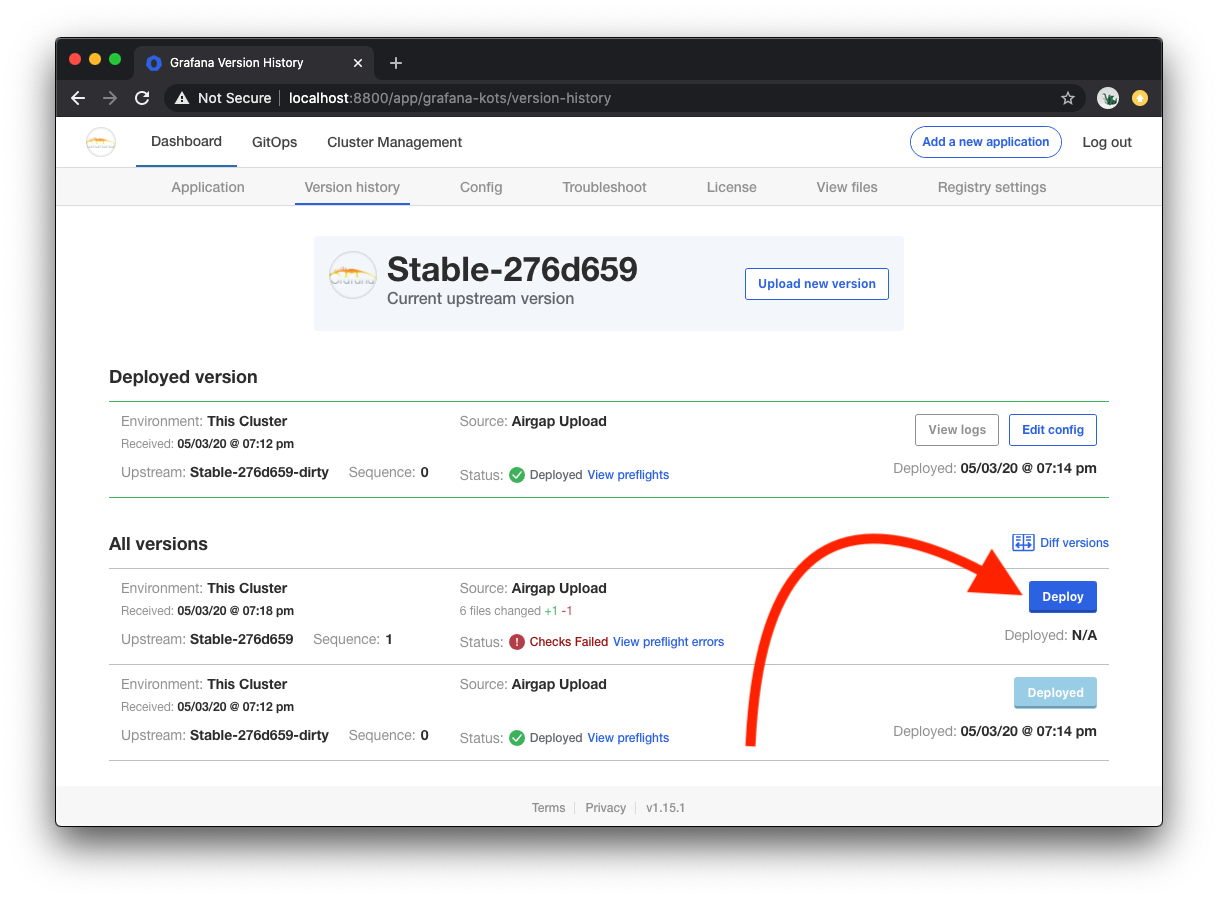 Grafana Version History
Not Secure localhost:8800/app/grafana-kots/version-history
Dashboard GitOps Cluster Management Add a new application Log out
Application Version history Config Troubleshoot License View files Registry settings
Grafana
Stable-276d659
Current upstream version
Upload new version
Deployed version
Environment: This Cluster Source: Airgap Upload View logs Edit config
Received: 05/03/20 @ 07:12 pm
Upstream: Stable-276d659-dirty Sequence: 0 Status: Deployed View preflights Deployed: 05/03/20 @ 07:14 pm
All versions Diff versions
Environment: This Cluster Source: Airgap Upload Deploy
Received: 05/03/20 @ 07:18 pm 6 files changed +1 -1
Upstream: Stable-276d659 Sequence: 1 Status: Checks Failed View preflight errors Deployed: N/A
Environment: This Cluster Source: Airgap Upload Deployed
Received: 05/03/20 @ 07:12 pm
Upstream: Stable-276d659-dirty Sequence: 0 Status: Deployed View preflights Deployed: 05/03/20 @ 07:14 pm
Terms Privacy v1.15.1